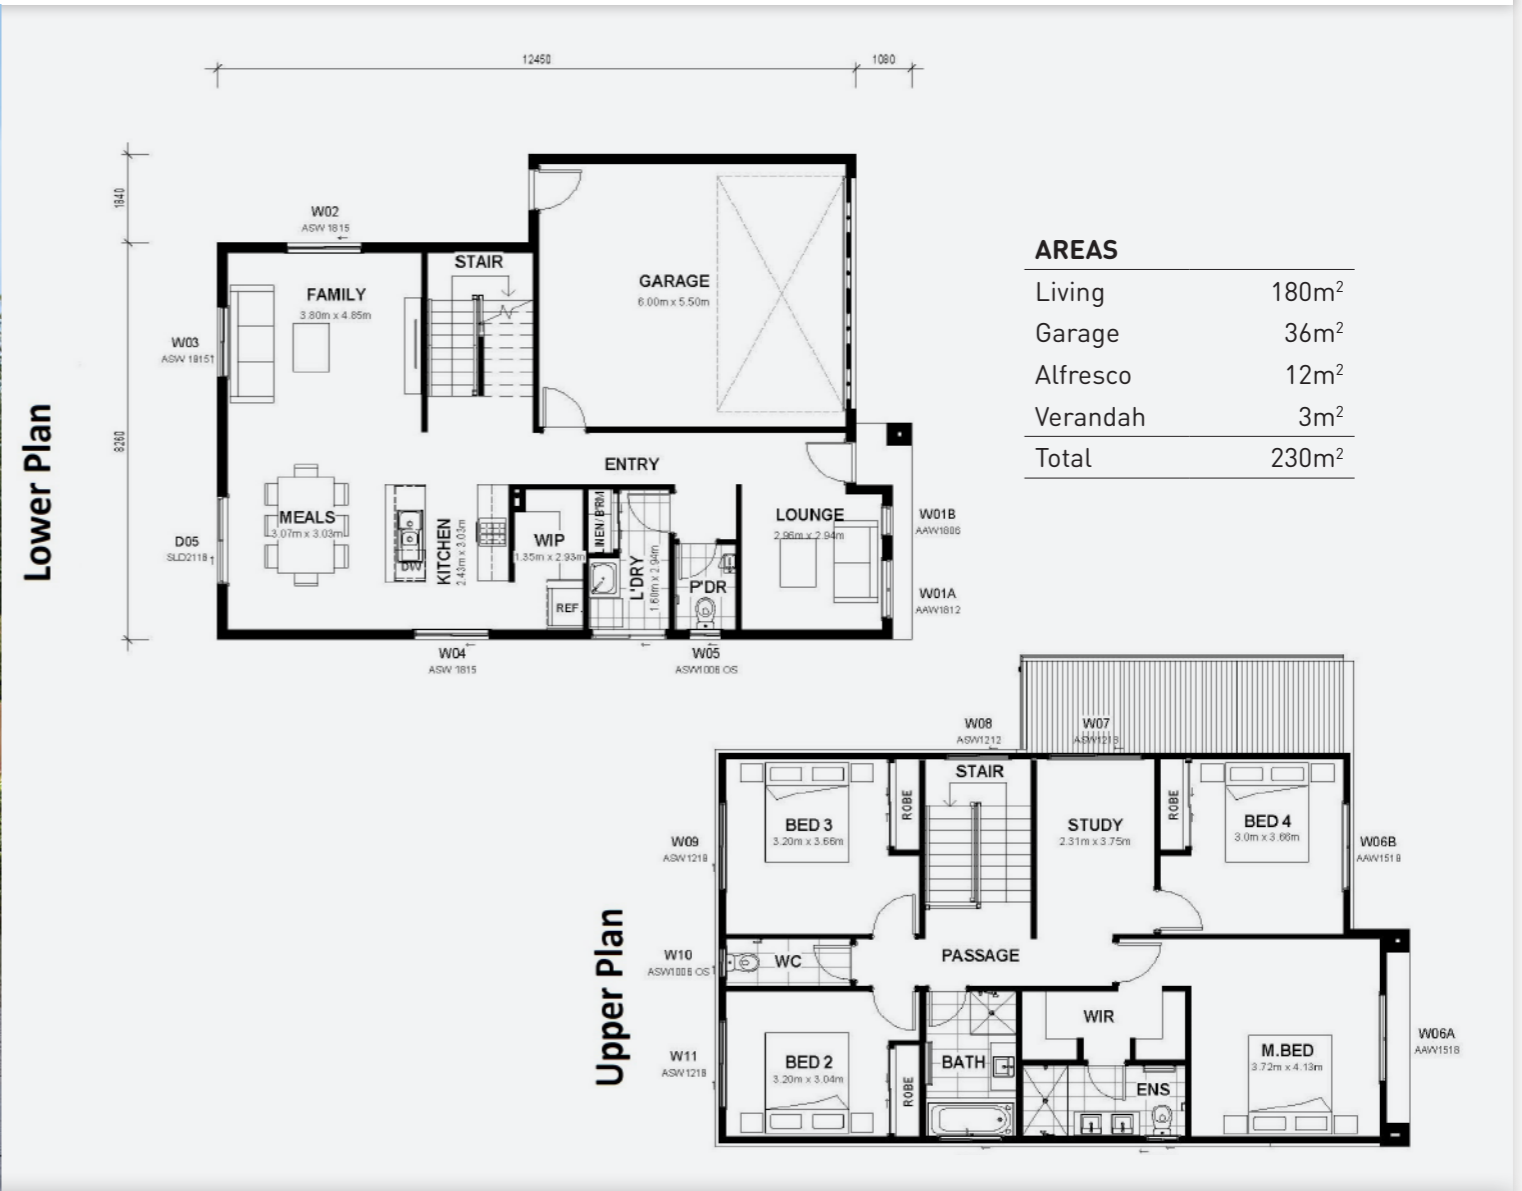 12450
1080
1840
8260
Lower Plan
W02
ASW 1815
STAIR
FAMILY
3.80m x 4.85m
GARAGE
6.00m x 5.50m
W03
ENTRY
MEALS
3.07m x 3.03m
KITCHEN
2.43m x 3.03m
DW
WIP
1.35m x 2.93m
REF.
LINEN / B'RM
L'DRY
1.60m x 2.94m
P'DR
LOUNGE
2.96m x 2.94m
D05
SLD2118
W01B
AAW1806
W01A
AAW1812
W04
ASW 1815
W05
ASW1006 OS
AREAS
Living 180m²
Garage 36m²
Alfresco 12m²
Verandah 3m²
Total 230m²
Upper Plan
W08
ASW1212
W07
STAIR
BED 3
3.20m x 3.66m
ROBE
STUDY
2.31m x 3.75m
ROBE
BED 4
3.0m x 3.66m
W09
ASW1218
W06B
AAW1518
W10
ASW1006 OS
WC
PASSAGE
WIR
W11
ASW1218
BED 2
3.20m x 3.04m
ROBE
BATH
ENS
M.BED
3.72m x 4.13m
W06A
AAW1518